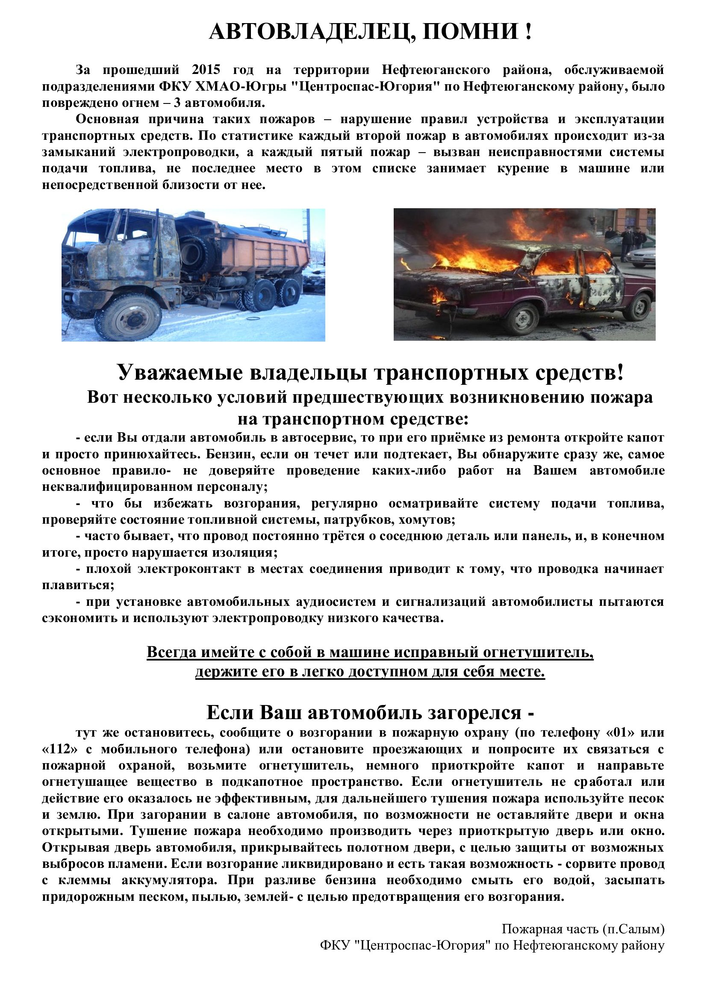 АВТОВЛАДЕЛЕЦ, ПОМНИ !
За прошедший 2015 год на территории Нефтеюганского района, обслуживаемой
подразделениями ФКУ ХМАО-Югры "Центроспас-Югория" по Нефтеюганскому району, было
повреждено огнем – 3 автомобиля.
Основная причина таких пожаров – нарушение правил устройства и эксплуатации
транспортных средств. По статистике каждый второй пожар в автомобилях происходит из-за
замыканий электропроводки, а каждый пятый пожар – вызван неисправностями системы
подачи топлива, не последнее место в этом списке занимает курение в машине или
непосредственной близости от нее.
Уважаемые владельцы транспортных средств!
Вот несколько условий предшествующих возникновению пожара
на транспортном средстве:
- если Вы отдали автомобиль в автосервис, то при его приёмке из ремонта откройте капот
и просто принюхайтесь. Бензин, если он течет или подтекает, Вы обнаружите сразу же, самое
основное правило- не доверяйте проведение каких-либо работ на Вашем автомобиле
неквалифицированном персоналу;
- что бы избежать возгорания, регулярно осматривайте систему подачи топлива,
проверяйте состояние топливной системы, патрубков, хомутов;
- часто бывает, что провод постоянно трётся о соседнюю деталь или панель, и, в конечном
итоге, просто нарушается изоляция;
- плохой электроконтакт в местах соединения приводит к тому, что проводка начинает
плавиться;
- при установке автомобильных аудиосистем и сигнализаций автомобилисты пытаются
сэкономить и используют электропроводку низкого качества.
Всегда имейте с собой в машине исправный огнетушитель,
держите его в легко доступном для себя месте.
Если Ваш автомобиль загорелся -
тут же остановитесь, сообщите о возгорании в пожарную охрану (по телефону «01» или
«112» с мобильного телефона) или остановите проезжающих и попросите их связаться с
пожарной охраной, возьмите огнетушитель, немного приоткройте капот и направьте
огнетушащее вещество в подкапотное пространство. Если огнетушитель не сработал или
действие его оказалось не эффективным, для дальнейшего тушения пожара используйте песок
и землю. При загорании в салоне автомобиля, по возможности не оставляйте двери и окна
открытыми. Тушение пожара необходимо производить через приоткрытую дверь или окно.
Открывая дверь автомобиля, прикрывайтесь полотном двери, с целью защиты от возможных
выбросов пламени. Если возгорание ликвидировано и есть такая возможность - сорвите провод
с клеммы аккумулятора. При разливе бензина необходимо смыть его водой, засыпать
придорожным песком, пылью, землей- с целью предотвращения его возгорания.
Пожарная часть (п.Салым)
ФКУ "Центроспас-Югория" по Нефтеюганскому району